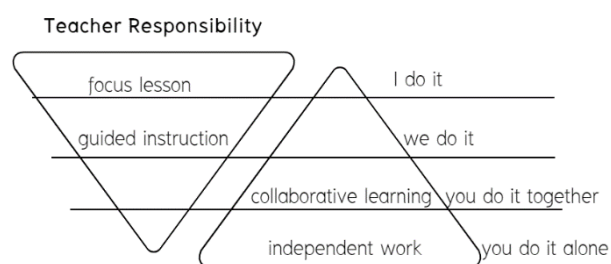 Teacher Responsibility
focus lesson I do it
guided instruction we do it
collaborative learning you do it together
independent work you do it alone